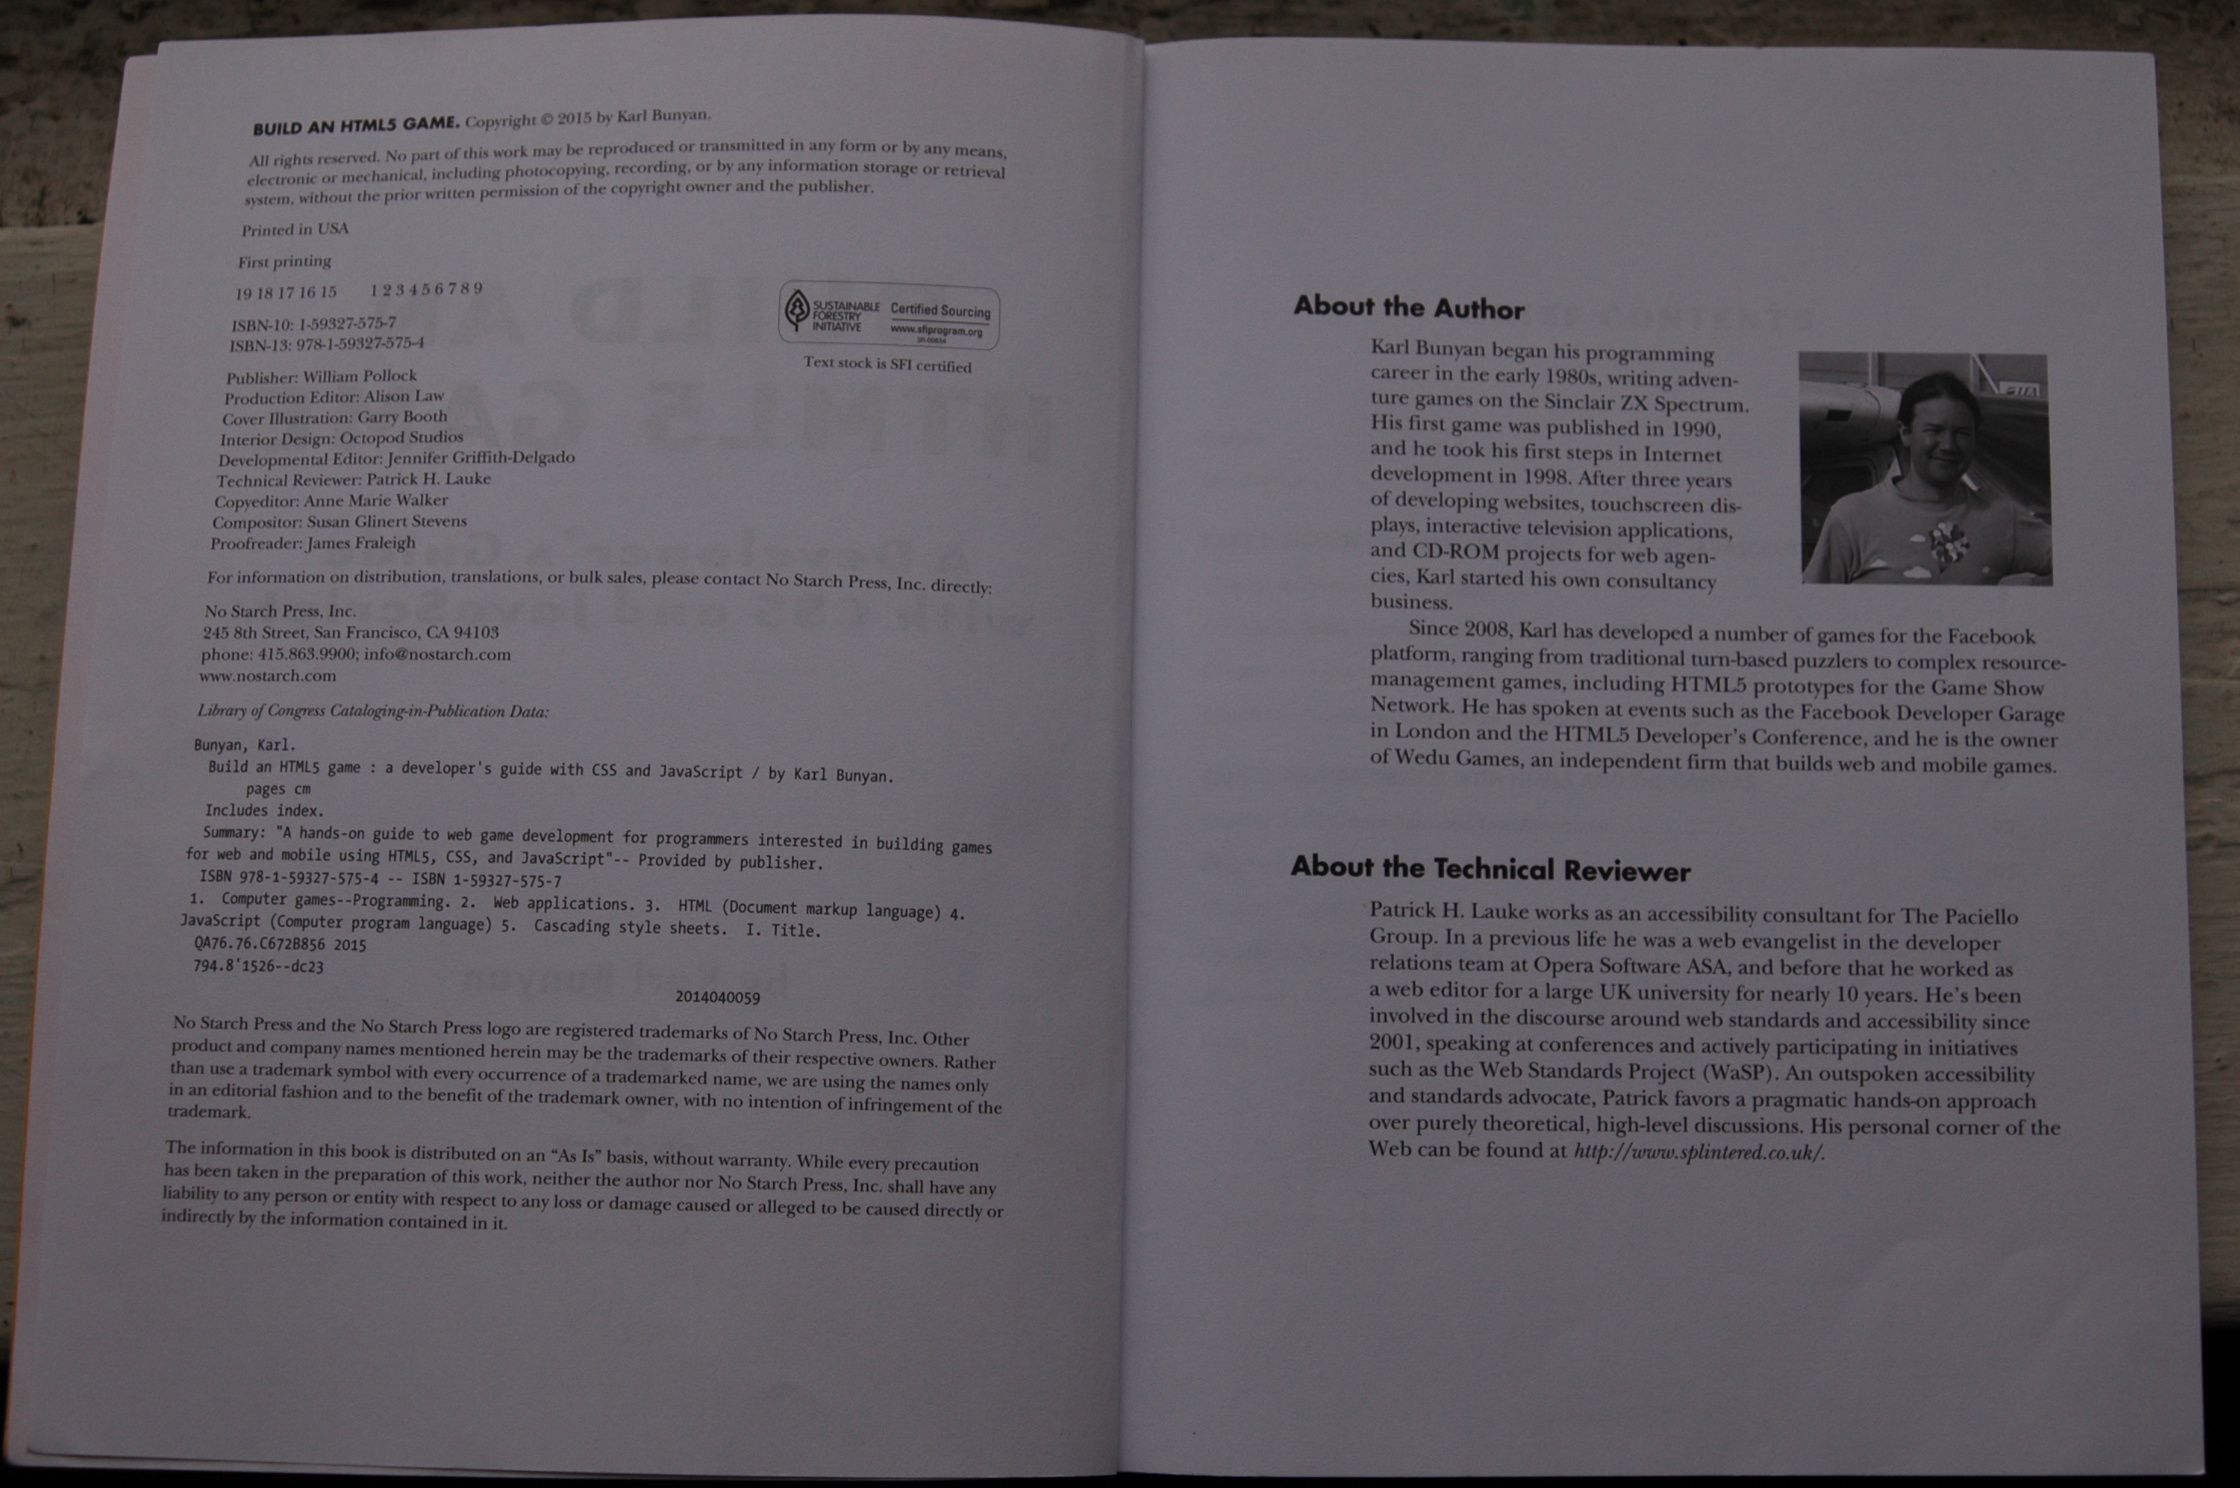 BUILD AN HTML5 GAME. Copyright © 2015 by Karl Bunyan.
All rights reserved. No part of this work may be reproduced or transmitted in any form or by any means,
electronic or mechanical, including photocopying, recording, or by any information storage or retrieval
system, without the prior written permission of the copyright owner and the publisher.
Printed in USA
First printing
19 18 17 16 15 1 2 3 4 5 6 7 8 9
ISBN-10: 1-59327-575-7
ISBN-13: 978-1-59327-575-4
SUSTAINABLE
FORESTRY
INITIATIVE
Certified Sourcing
www.sfiprogram.org
SFI-00854
Text stock is SFI certified
Publisher: William Pollock
Production Editor: Alison Law
Cover Illustration: Garry Booth
Interior Design: Octopod Studios
Developmental Editor: Jennifer Griffith-Delgado
Technical Reviewer: Patrick H. Lauke
Copyeditor: Anne Marie Walker
Compositor: Susan Glinert Stevens
Proofreader: James Fraleigh
For information on distribution, translations, or bulk sales, please contact No Starch Press, Inc. directly:
No Starch Press, Inc.
245 8th Street, San Francisco, CA 94103
phone: 415.863.9900; info@nostarch.com
www.nostarch.com
Library of Congress Cataloging-in-Publication Data:
Bunyan, Karl.
Build an HTML5 game : a developer's guide with CSS and JavaScript / by Karl Bunyan.
pages cm
Includes index.
Summary: "A hands-on guide to web game development for programmers interested in building games
for web and mobile using HTML5, CSS, and JavaScript"-- Provided by publisher.
ISBN 978-1-59327-575-4 -- ISBN 1-59327-575-7
1. Computer games--Programming. 2. Web applications. 3. HTML (Document markup language) 4.
JavaScript (Computer program language) 5. Cascading style sheets. I. Title.
QA76.76.C672B856 2015
794.8'1526--dc23
2014040059
No Starch Press and the No Starch Press logo are registered trademarks of No Starch Press, Inc. Other
product and company names mentioned herein may be the trademarks of their respective owners. Rather
than use a trademark symbol with every occurrence of a trademarked name, we are using the names only
in an editorial fashion and to the benefit of the trademark owner, with no intention of infringement of the
trademark.
The information in this book is distributed on an “As Is” basis, without warranty. While every precaution
has been taken in the preparation of this work, neither the author nor No Starch Press, Inc. shall have any
liability to any person or entity with respect to any loss or damage caused or alleged to be caused directly or
indirectly by the information contained in it.
About the Author
Karl Bunyan began his programming
career in the early 1980s, writing adven-
ture games on the Sinclair ZX Spectrum.
His first game was published in 1990,
and he took his first steps in Internet
development in 1998. After three years
of developing websites, touchscreen dis-
plays, interactive television applications,
and CD-ROM projects for web agen-
cies, Karl started his own consultancy
business.
Since 2008, Karl has developed a number of games for the Facebook
platform, ranging from traditional turn-based puzzlers to complex resource-
management games, including HTML5 prototypes for the Game Show
Network. He has spoken at events such as the Facebook Developer Garage
in London and the HTML5 Developer's Conference, and he is the owner
of Wedu Games, an independent firm that builds web and mobile games.
About the Technical Reviewer
Patrick H. Lauke works as an accessibility consultant for The Paciello
Group. In a previous life he was a web evangelist in the developer
relations team at Opera Software ASA, and before that he worked as
a web editor for a large UK university for nearly 10 years. He's been
involved in the discourse around web standards and accessibility since
2001, speaking at conferences and actively participating in initiatives
such as the Web Standards Project (WaSP). An outspoken accessibility
and standards advocate, Patrick favors a pragmatic hands-on approach
over purely theoretical, high-level discussions. His personal corner of the
Web can be found at http://www.splintered.co.uk/.